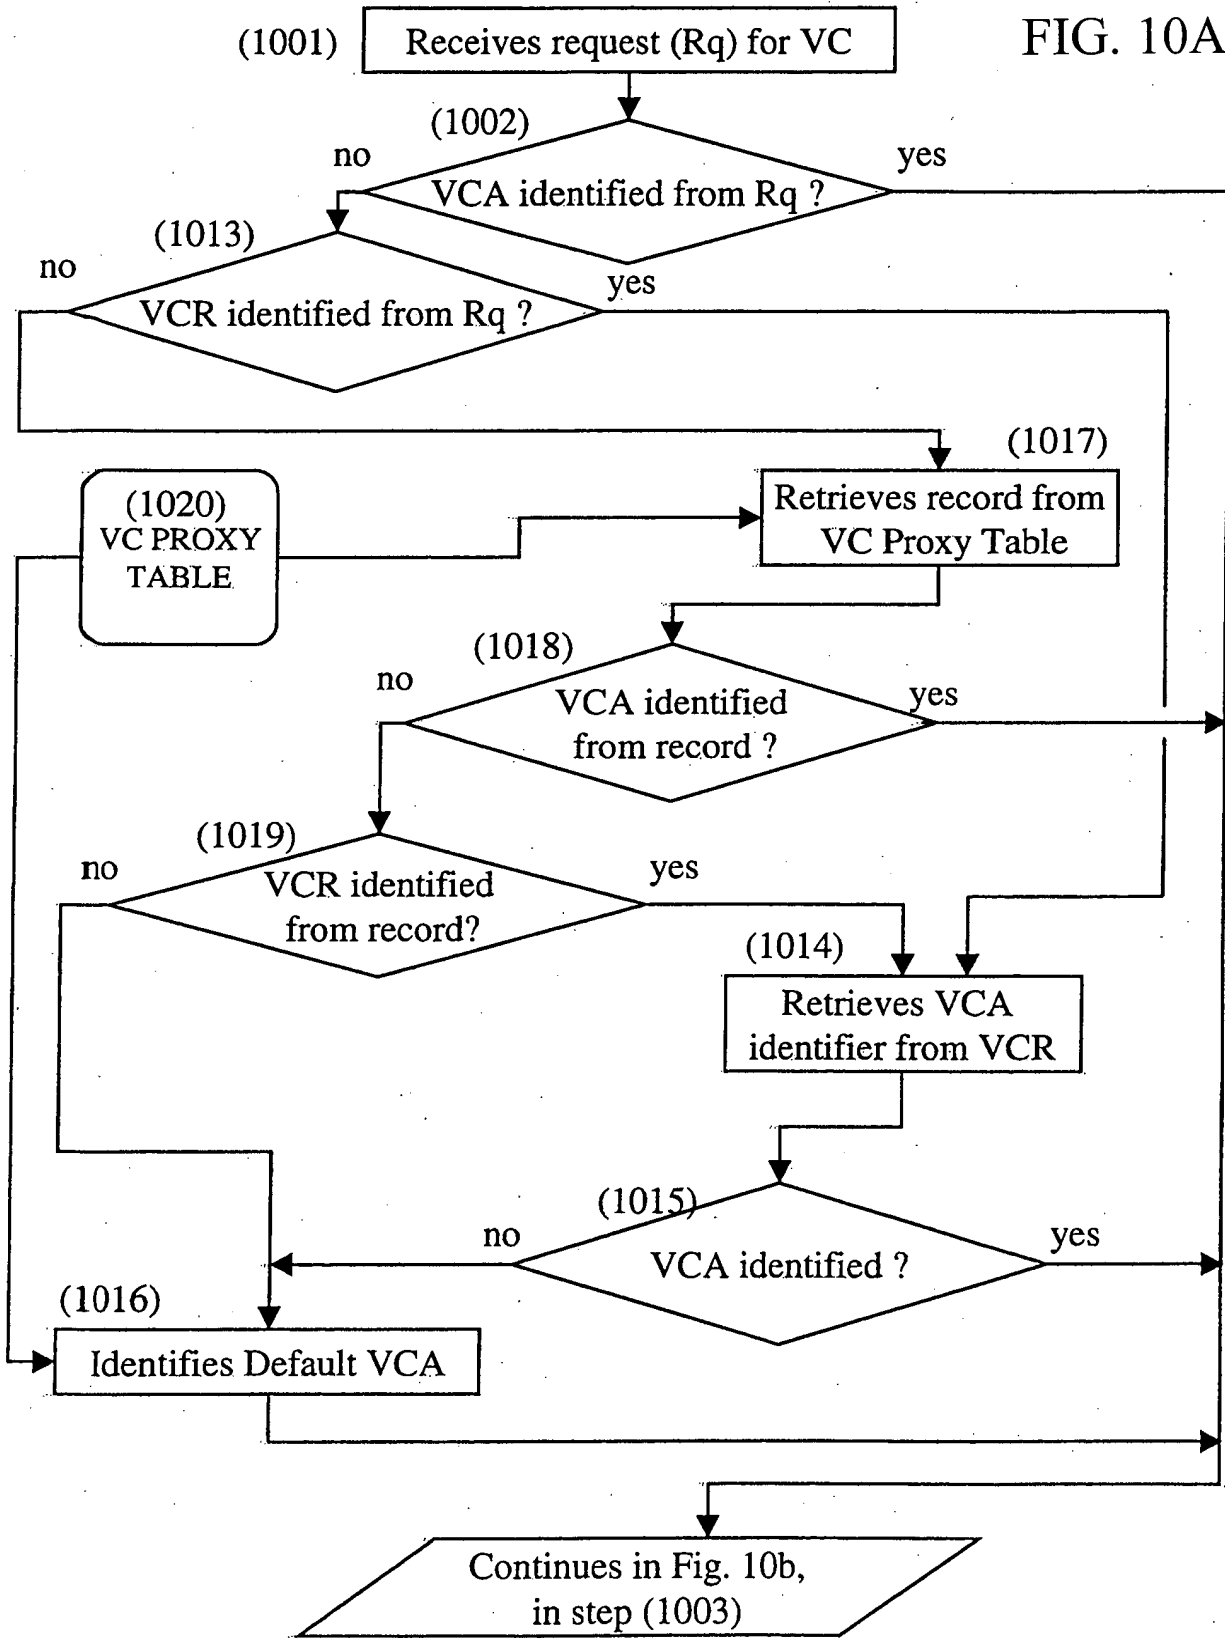 FIG. 10A
(1001)
Receives request (Rq) for VC
(1002)
no
yes
VCA identified from Rq ?
(1013)
no
yes
VCR identified from Rq ?
(1017)
Retrieves record from
VC Proxy Table
(1020)
VC PROXY
TABLE
(1018)
no
yes
VCA identified
from record ?
(1019)
no
yes
VCR identified
from record?
(1014)
Retrieves VCA
identifier from VCR
(1015)
no
yes
VCA identified ?
(1016)
Identifies Default VCA
Continues in Fig. 10b,
in step (1003)